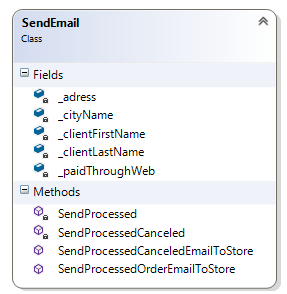 SendEmail
Class
Fields
_adress
_cityName
_clientFirstName
_clientLastName
_paidThroughWeb
Methods
SendProcessed
SendProcessedCanceled
SendProcessedCanceledEmailToStore
SendProcessedOrderEmailToStore